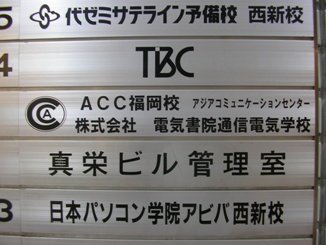 5 代ゼミサテライン予備校 西新校
4 TBC
CCA ACC福岡校 アジアコミュニケーションセンター
株式会社 電気書院通信電気学校
真栄ビル管理室
3 日本パソコン学院アビバ西新校